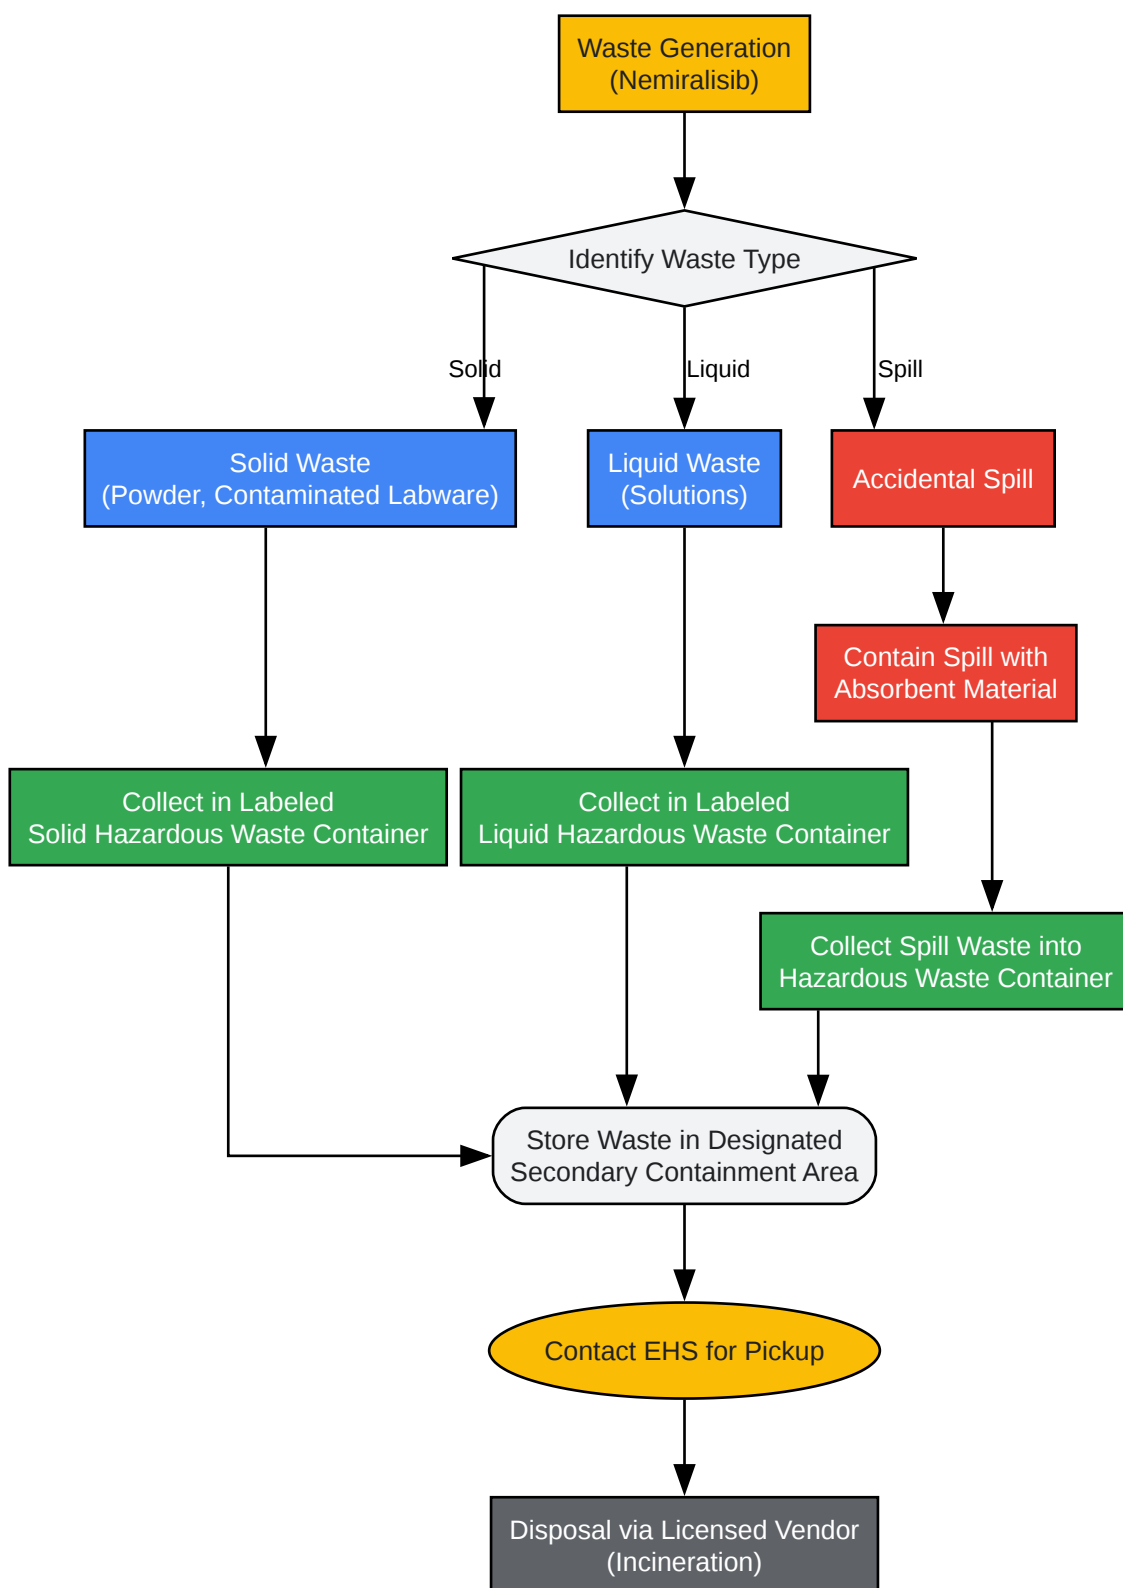 Waste Generation
(Nemiralisib)
Identify Waste Type
Solid
Liquid
Spill
Solid Waste
(Powder, Contaminated Labware)
Liquid Waste
(Solutions)
Accidental Spill
Contain Spill with
Absorbent Material
Collect in Labeled
Solid Hazardous Waste Container
Collect in Labeled
Liquid Hazardous Waste Container
Collect Spill Waste into
Hazardous Waste Container
Store Waste in Designated
Secondary Containment Area
Contact EHS for Pickup
Disposal via Licensed Vendor
(Incineration)